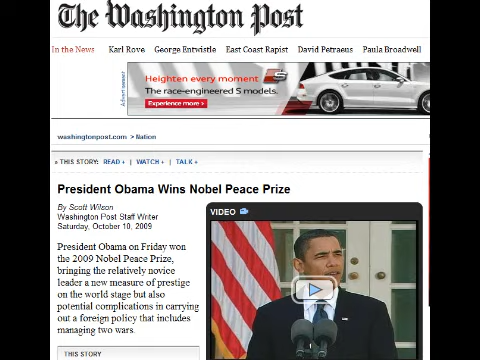 The Washington Post
In the News Karl Rove George Entwistle East Coast Rapist David Petraeus Paula Broadwell
Advertisement
Heighten every moment
The race-engineered S models.
Experience more >
S
washingtonpost.com > Nation
» THIS STORY: READ + | WATCH + | TALK +
President Obama Wins Nobel Peace Prize
By Scott Wilson
Washington Post Staff Writer
Saturday, October 10, 2009
President Obama on Friday won
the 2009 Nobel Peace Prize,
bringing the relatively novice
leader a new measure of prestige
on the world stage but also
potential complications in carrying
out a foreign policy that includes
managing two wars.
THIS STORY
VIDEO